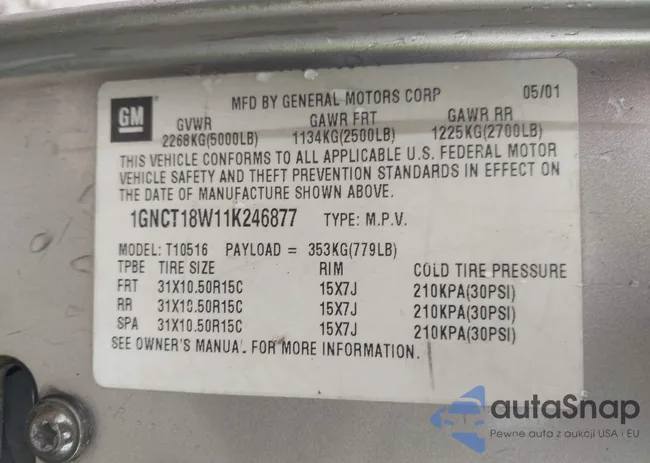 GM
MFD BY GENERAL MOTORS CORP 05/01
GVWR GAWR FRT GAWR RR
2268KG(5000LB) 1134KG(2500LB) 1225KG(2700LB)
THIS VEHICLE CONFORMS TO ALL APPLICABLE U.S. FEDERAL MOTOR
VEHICLE SAFETY AND THEFT PREVENTION STANDARDS IN EFFECT ON
THE DATE OF MANUFACTURE SHOWN ABOVE.
1GNCT18W11K246877 TYPE: M.P.V.
MODEL: T10516 PAYLOAD = 353KG(779LB)
TPBE TIRE SIZE RIM COLD TIRE PRESSURE
FRT 31X10.50R15C 15X7J 210KPA(30PSI)
RR 31X10.50R15C 15X7J 210KPA(30PSI)
SPA 31X10.50R15C 15X7J 210KPA(30PSI)
SEE OWNER'S MANUAL FOR MORE INFORMATION.
autaSnap
Pewne auta z aukcji USA i EU